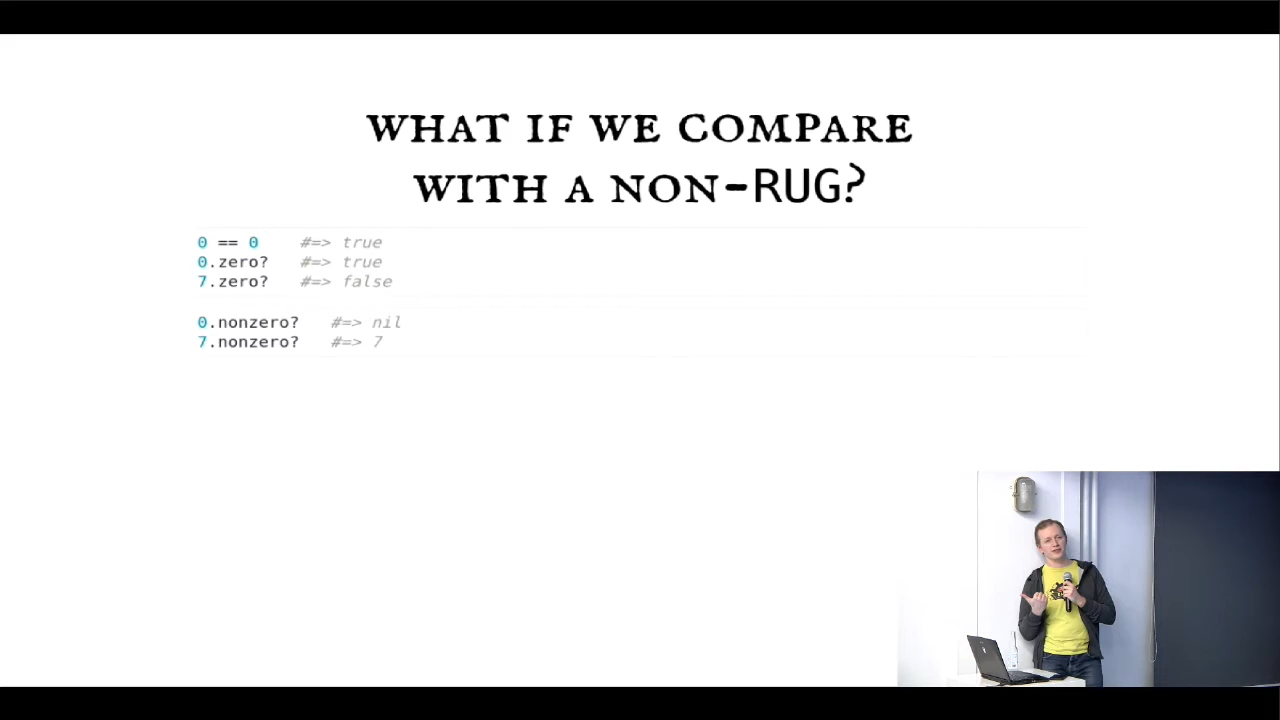 WHAT IF WE COMPARE
WITH A NON-RUG?
0 == 0    #=> true
0.zero?   #=> true
7.zero?   #=> false
0.nonzero?   #=> nil
7.nonzero?   #=> 7